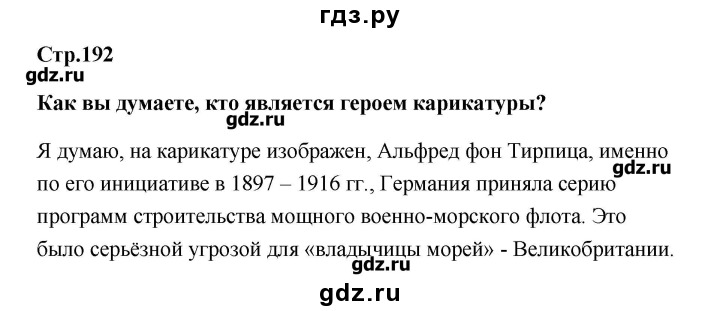 гдз.ру
Стр.192
gdz.ru
Как вы думаете, кто является героем карикатуры?
gdz.ru
Я думаю, на карикатуре изображен, Альфред фон Тирпица, именно
gdz.ru
по его инициативе в 1897 – 1916 гг., Германия приняла серию
программ строительства мощного военно-морского флота. Это
было серьёзной угрозой для «владычицы морей» - Великобритании.
gdz.ru
gdz.ru